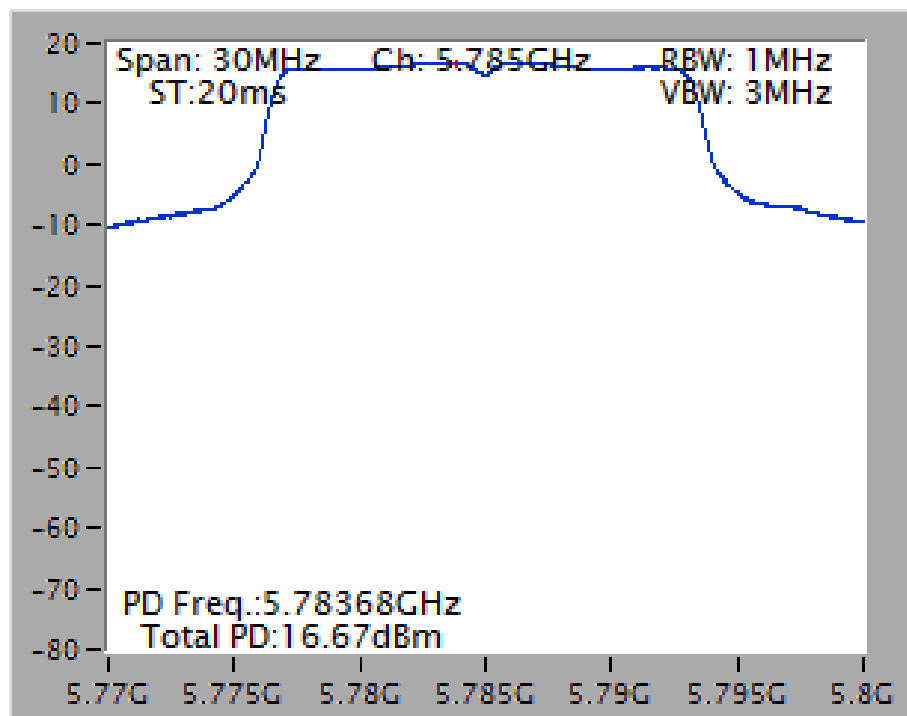 20
Span: 30MHz Ch: 5.785GHz RBW: 1MHz
ST:20ms VBW: 3MHz
10
0
-10
-20
-30
-40
-50
-60
-70
PD Freq.:5.78368GHz
Total PD:16.67dBm
-80
5.77G 5.775G 5.78G 5.785G 5.79G 5.795G 5.8G